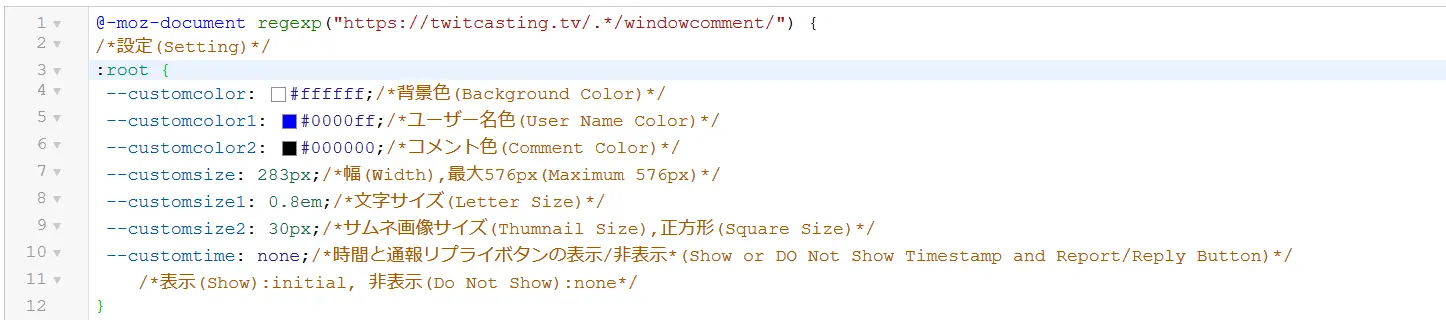 1 @-moz-document regexp("https://twitcasting.tv/.*/windowcomment/") {
2 /*設定(Setting)*/
3 :root {
4 --customcolor: #ffffff;/*背景色(Background Color)*/
5 --customcolor1: #0000ff;/*ユーザー名色(User Name Color)*/
6 --customcolor2: #000000;/*コメント色(Comment Color)*/
7 --customsize: 283px;/*幅(Width),最大576px(Maximum 576px)*/
8 --customsize1: 0.8em;/*文字サイズ(Letter Size)*/
9 --customsize2: 30px;/*サムネ画像サイズ(Thumnail Size),正方形(Square Size)*/
10 --customtime: none;/*時間と通報リプライボタンの表示/非表示*(Show or DO Not Show Timestamp and Report/Reply Button)*/
11 /*表示(Show):initial, 非表示(Do Not Show):none*/
12 }